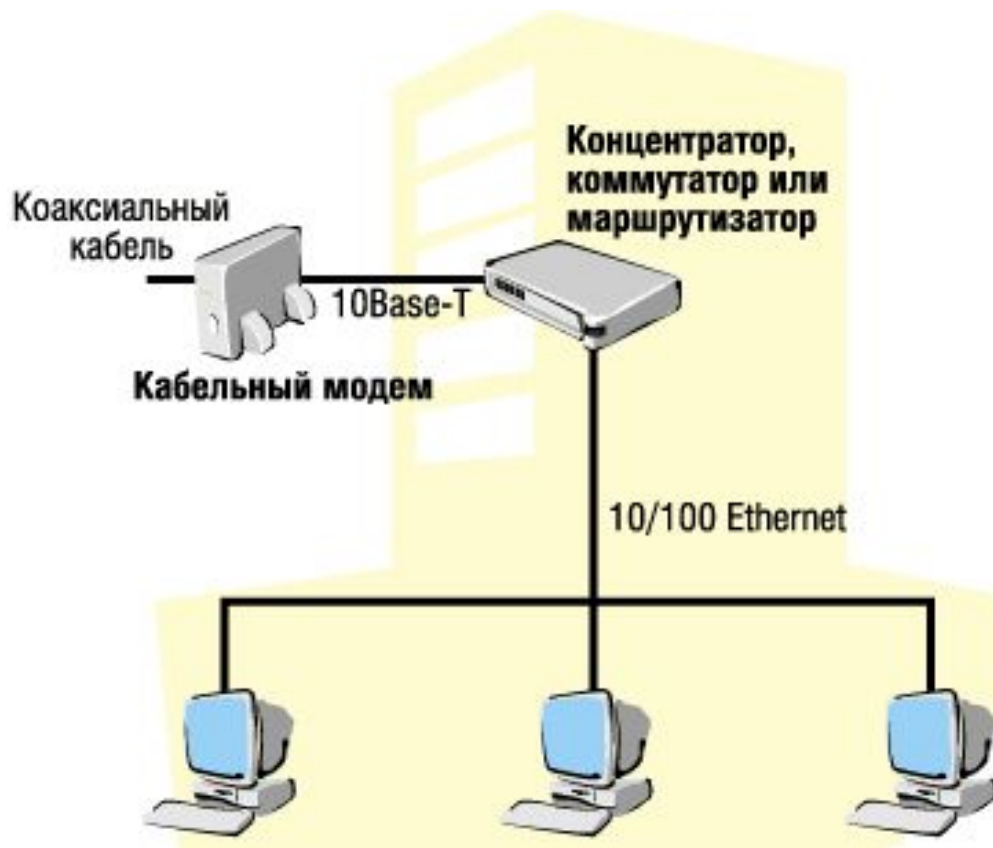 Концентратор,
коммутатор или
маршрутизатор
Коаксиальный
кабель
10Base-T
Кабельный модем
10/100 Ethernet